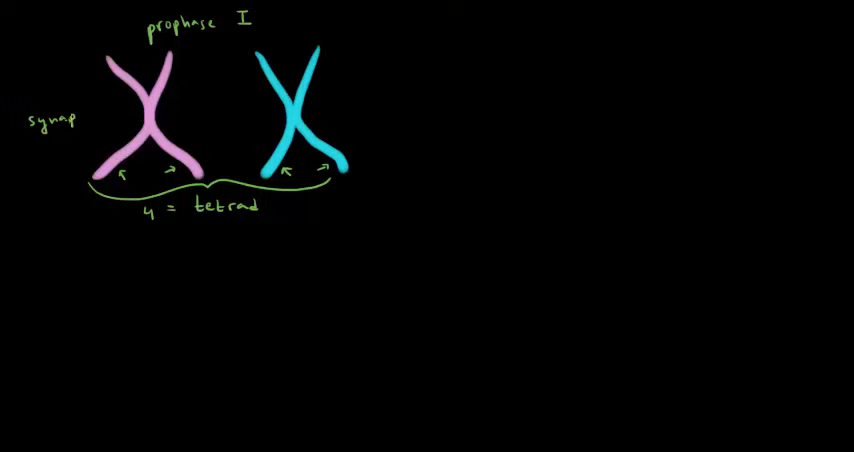 prophase I
synap
4 = tetrad